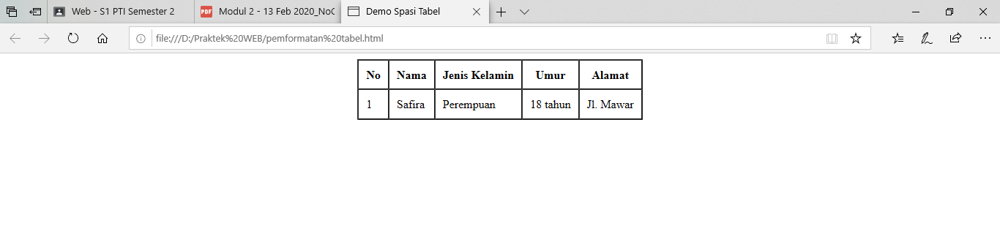 Web - S1 PTI Semester 2
PDF Modul 2 - 13 Feb 2020_NoC
Demo Spasi Tabel
file:///D:/Praktek%20WEB/pemformatan%20tabel.html
No Nama Jenis Kelamin Umur Alamat
1 Safira Perempuan 18 tahun Jl. Mawar